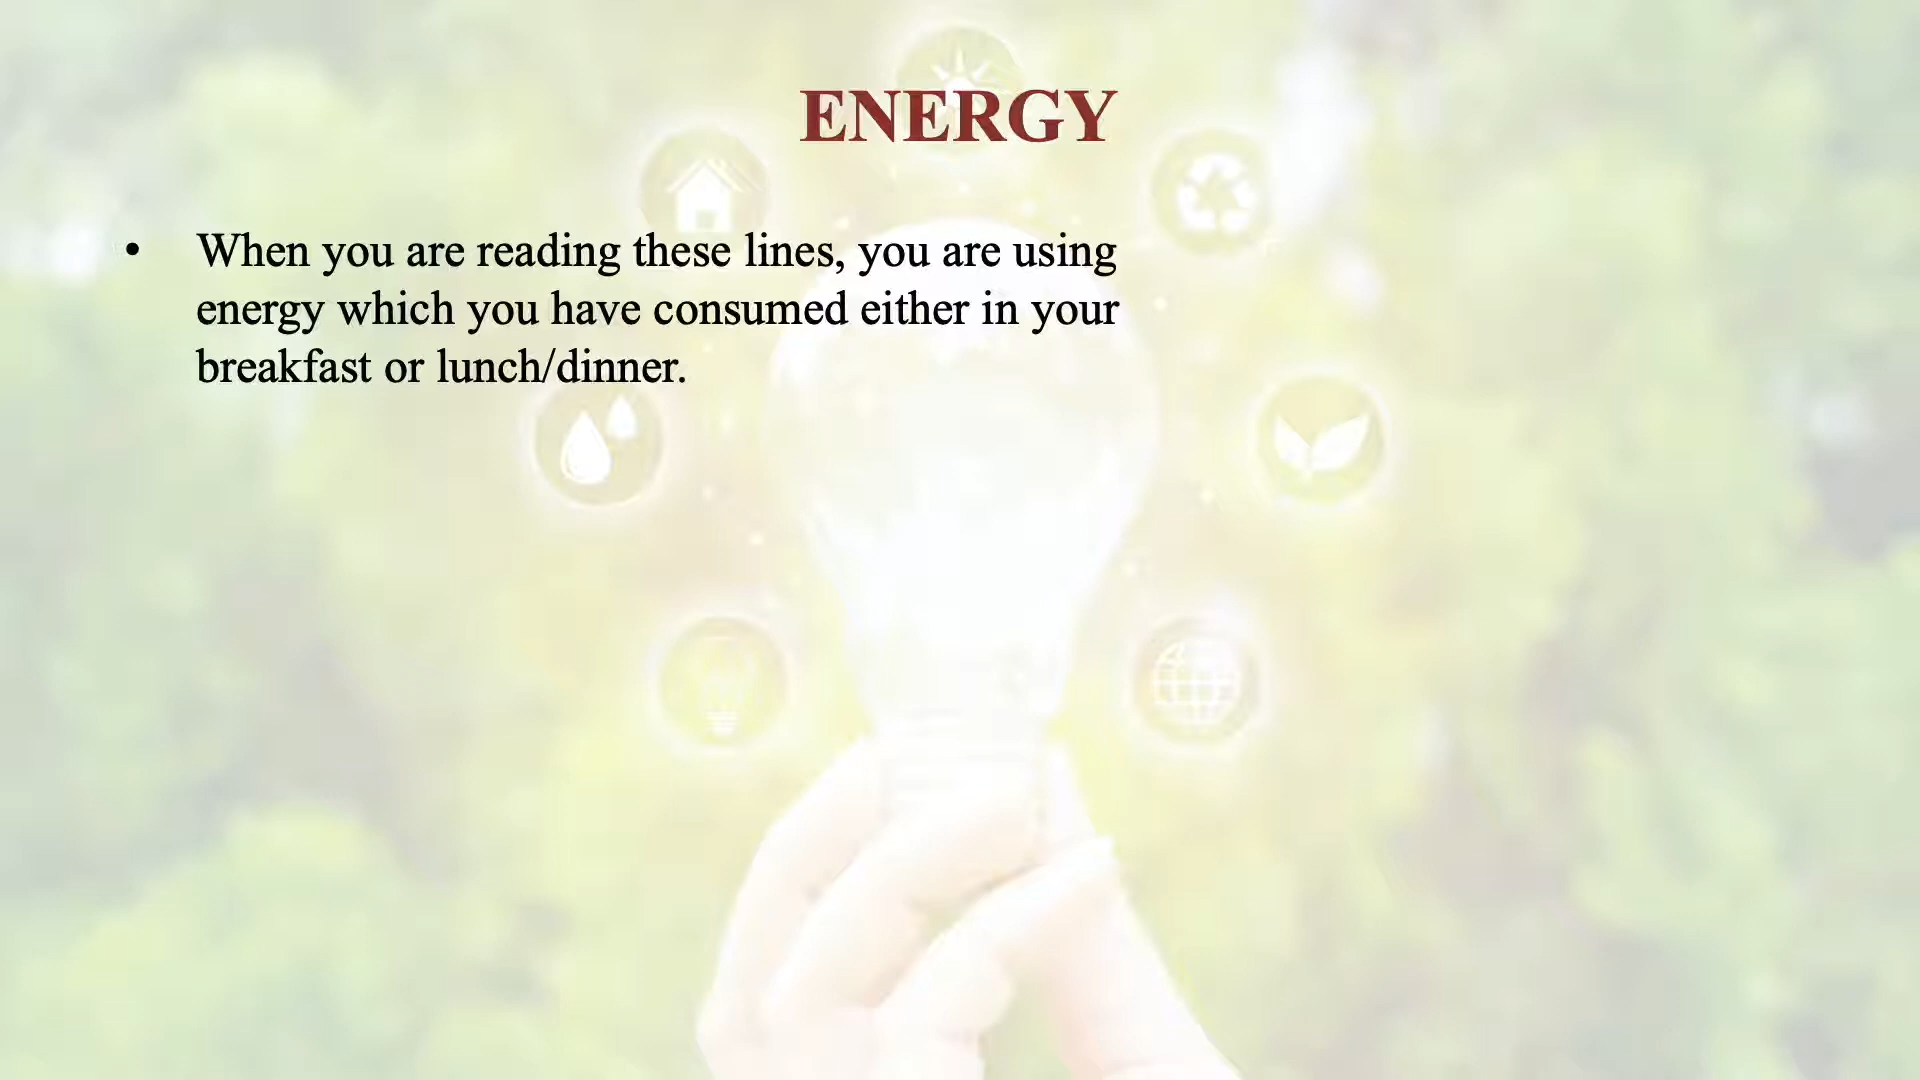 ENERGY
• When you are reading these lines, you are using
energy which you have consumed either in your
breakfast or lunch/dinner.